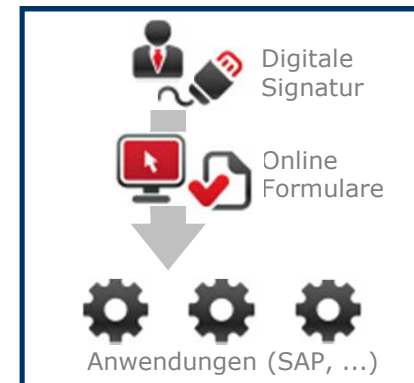 Digitale
Signatur
Online
Formulare
Anwendungen (SAP, ...)